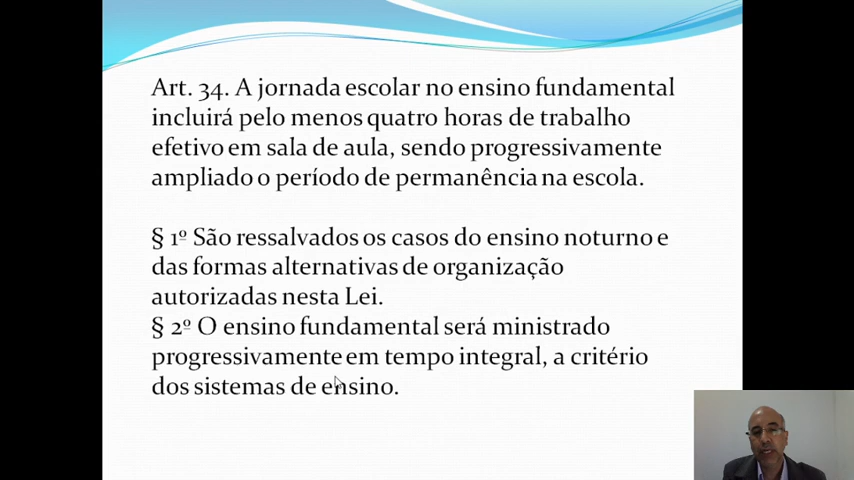 Art. 34. A jornada escolar no ensino fundamental
incluirá pelo menos quatro horas de trabalho
efetivo em sala de aula, sendo progressivamente
ampliado o período de permanência na escola.
§ 1º São ressalvados os casos do ensino noturno e
das formas alternativas de organização
autorizadas nesta Lei.
§ 2º O ensino fundamental será ministrado
progressivamente em tempo integral, a critério
dos sistemas de ensino.